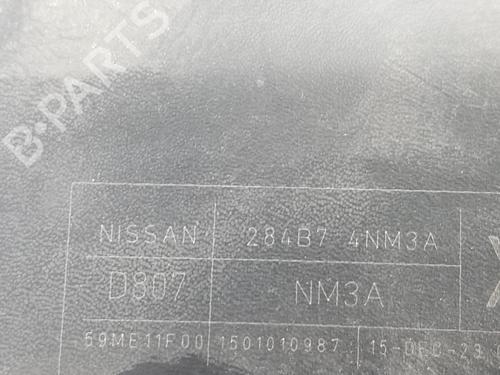 B-PARTS
NISSAN 284B7 4NM3A
D807 NM3A
59ME11F00 1501010987 15-DEC-23